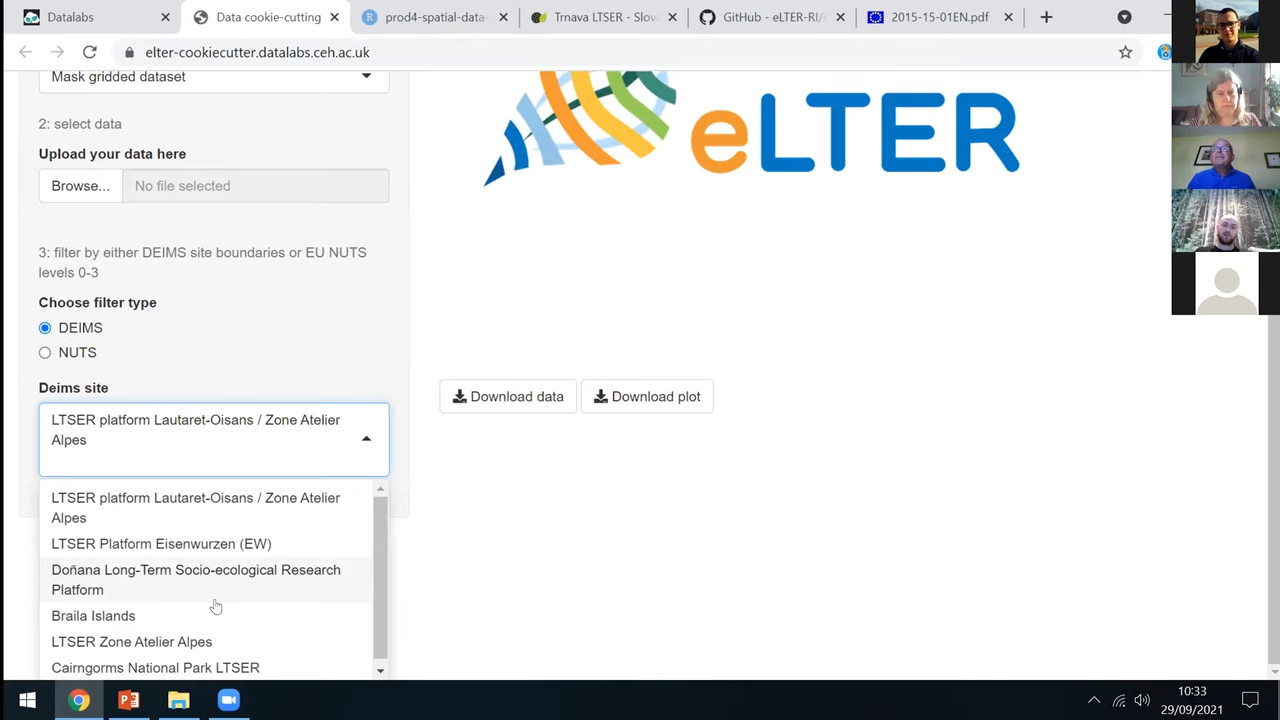 Datalabs
Data cookie-cutting
prod4-spatial-data-
Trnava LTSER - Slova
GitHub - eLTER-RI/
2015-15-01EN.pdf
elter-cookiecutter.datalabs.ceh.ac.uk
Mask gridded dataset
2: select data
Upload your data here
Browse... No file selected
3: filter by either DEIMS site boundaries or EU NUTS
levels 0-3
Choose filter type
DEIMS
NUTS
Deims site
LTSER platform Lautaret-Oisans / Zone Atelier
Alpes
LTSER platform Lautaret-Oisans / Zone Atelier
Alpes
LTSER Platform Eisenwurzen (EW)
Doñana Long-Term Socio-ecological Research
Platform
Braila Islands
LTSER Zone Atelier Alpes
Cairngorms National Park LTSER
eLTER
Download data
Download plot
10:33
29/09/2021